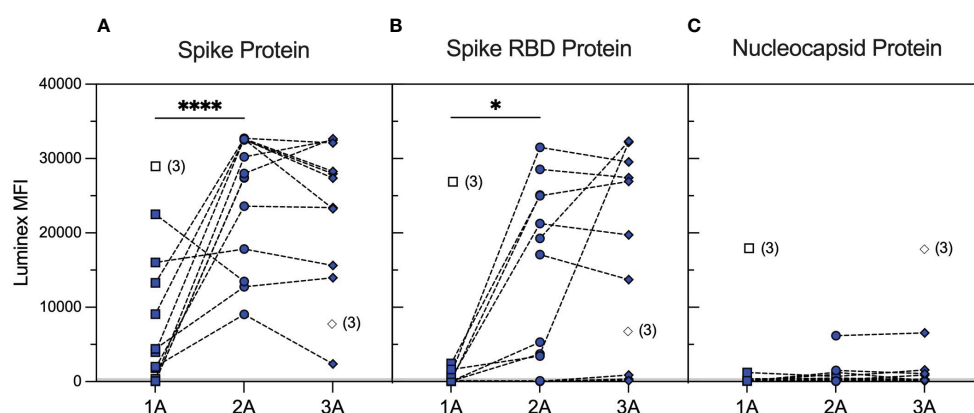 A B C
Spike Protein Spike RBD Protein Nucleocapsid Protein
40000
**** *
30000
(3) (3)
20000
(3) (3)
10000
(3) (3)
0
1A 2A 3A 1A 2A 3A 1A 2A 3A
Luminex MFI